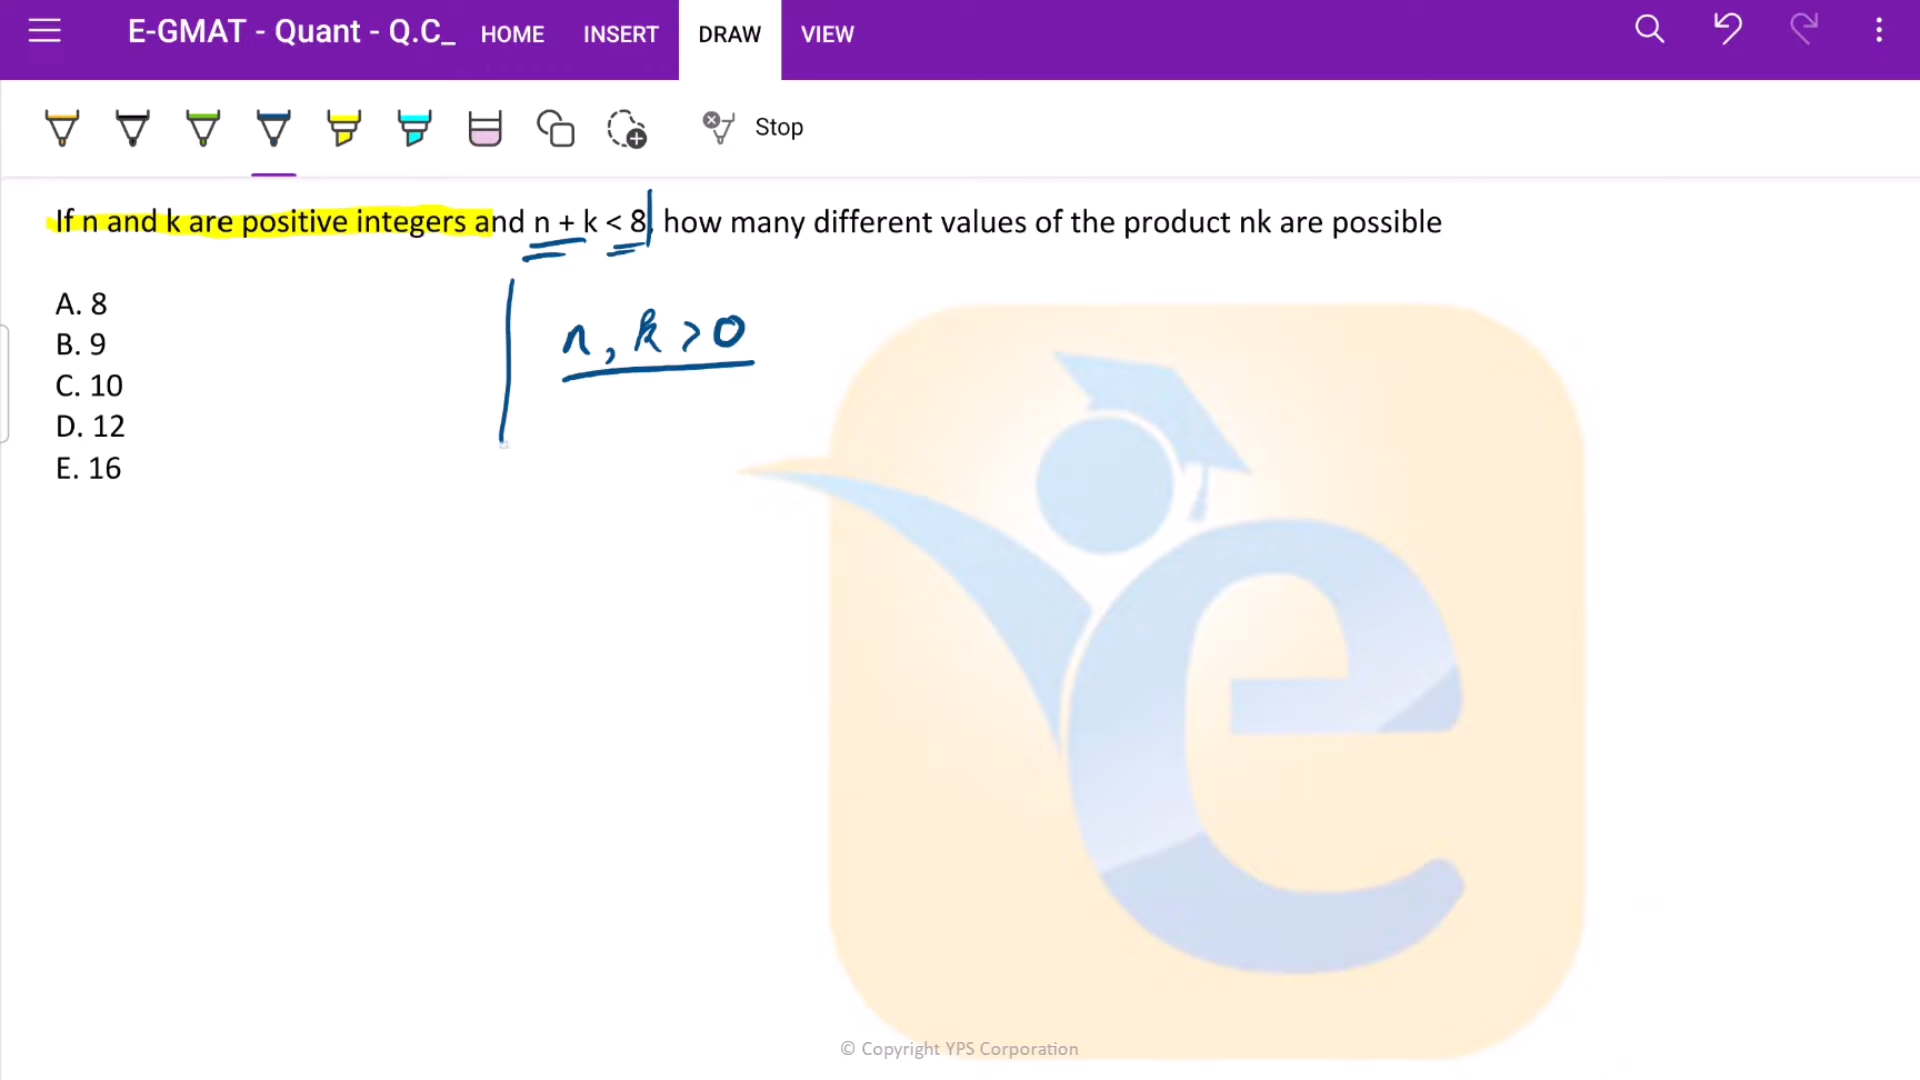 E-GMAT - Quant - Q.C_ HOME INSERT DRAW VIEW
Stop
If n and k are positive integers and n + k < 8, how many different values of the product nk are possible
A. 8
B. 9
C. 10
D. 12
E. 16
n, k > 0
© Copyright YPS Corporation